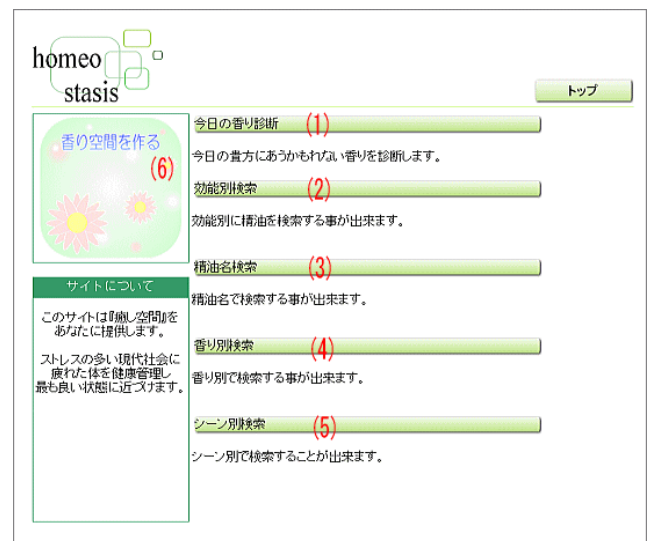 homeo
stasis
トップ
香り空間を作る
(6)
サイトについて
このサイトは『癒し空間』を
あなたに提供します。
ストレスの多い現代社会に
疲れた体を健康管理し
最も良い状態に近づけます。
今日の香り診断 (1)
今日の貴方にあうかもれない香りを診断します。
効能別検索 (2)
効能別に精油を検索する事が出来ます。
精油名検索 (3)
精油名で検索する事が出来ます。
香り別検索 (4)
香り別で検索する事が出来ます。
シーン別検索 (5)
シーン別で検索することが出来ます。